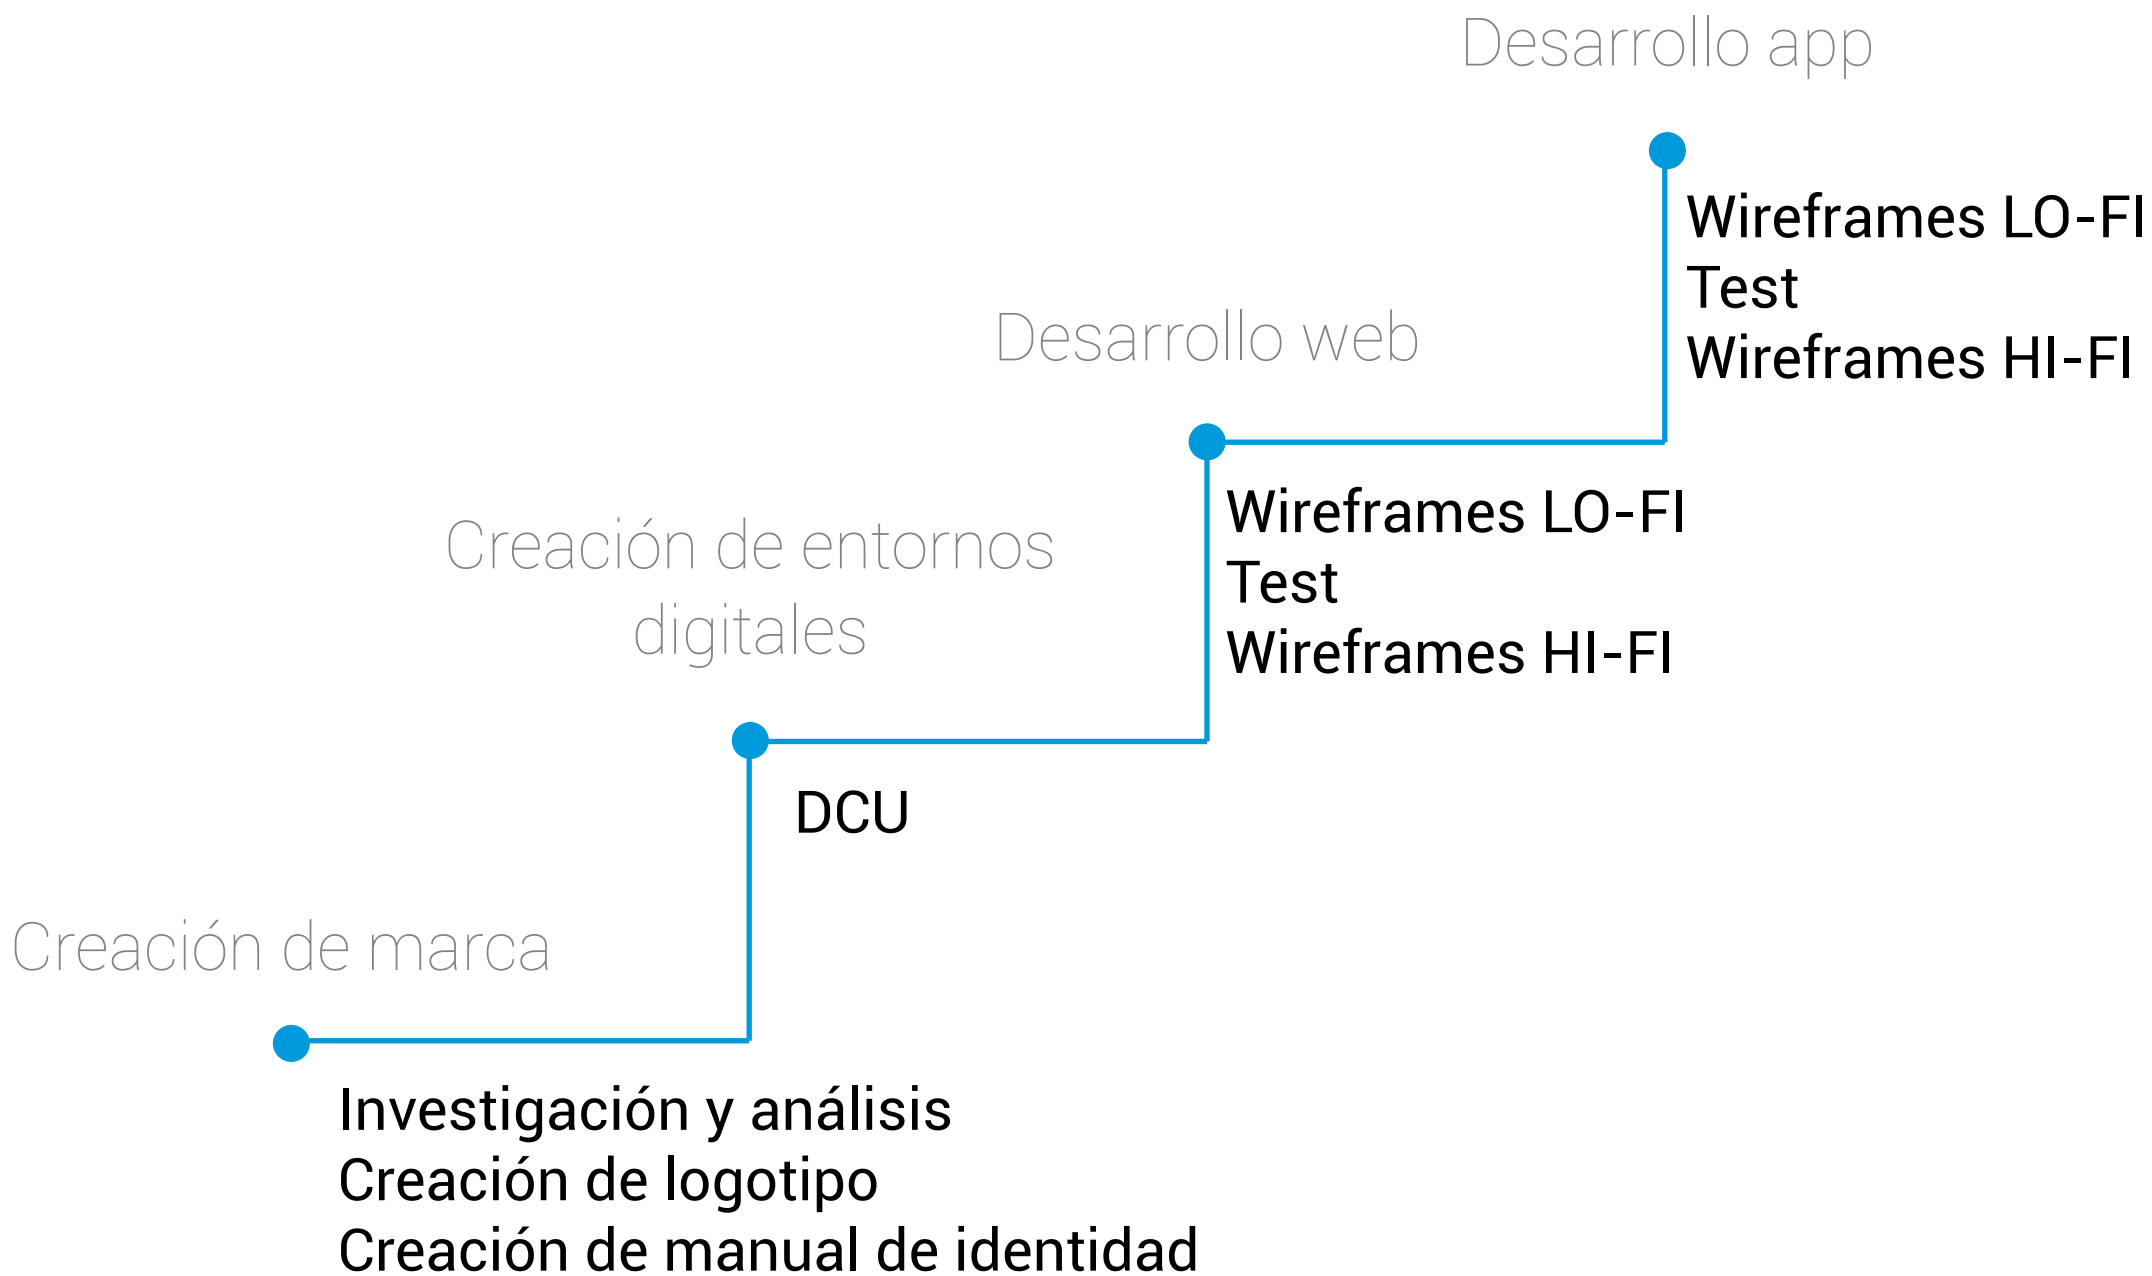 Desarrollo app
Wireframes LO-FI
Test
Wireframes HI-FI
Desarrollo web
Wireframes LO-FI
Test
Wireframes HI-FI
Creación de entornos
digitales
DCU
Creación de marca
Investigación y análisis
Creación de logotipo
Creación de manual de identidad